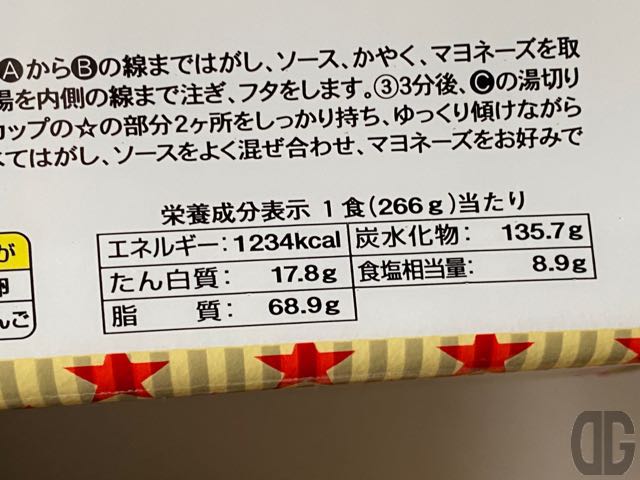 Ⓐから Ⓑの線まではがし、ソース、かやく、マヨネーズを取
湯を内側の線まで注ぎ、フタをします。③3分後、Ⓒの湯切り
カップの☆の部分2ヶ所をしっかり持ち、ゆっくり傾けながら
てはがし、ソースをよく混ぜ合わせ、マヨネーズをお好みで
栄養成分表示 1食(266g)当たり
エネルギー:1234kcal 炭水化物: 135.7g
たん白質: 17.8g 食塩相当量: 8.9g
脂質: 68.9g
が
卵
んご
DG